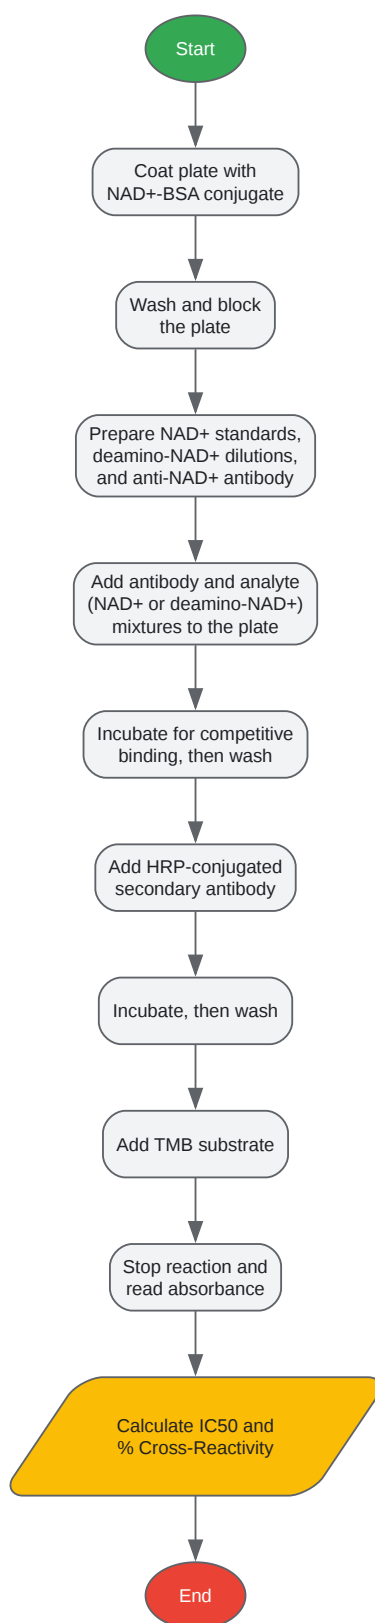 Start
Coat plate with
NAD+-BSA conjugate
Wash and block
the plate
Prepare NAD+ standards,
deamino-NAD+ dilutions,
and anti-NAD+ antibody
Add antibody and analyte
(NAD+ or deamino-NAD+)
mixtures to the plate
Incubate for competitive
binding, then wash
Add HRP-conjugated
secondary antibody
Incubate, then wash
Add TMB substrate
Stop reaction and
read absorbance
Calculate IC50 and
% Cross-Reactivity
End